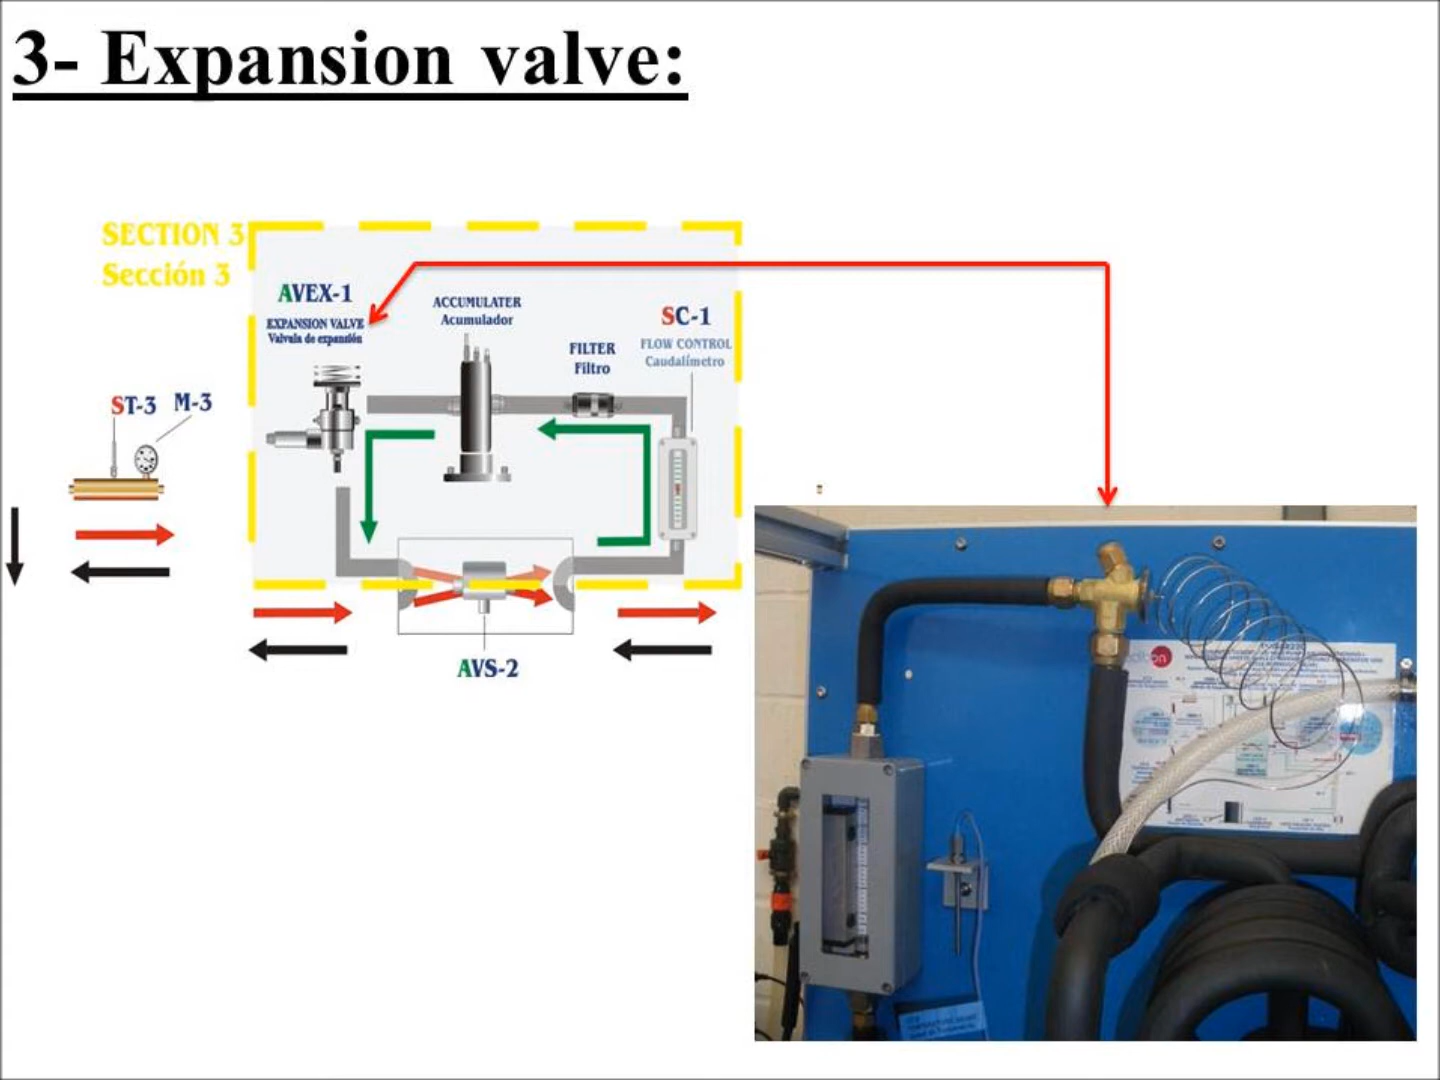 3- Expansion valve:
SECTION 3
Sección 3
AVEX-1
EXPANSION VALVE
Valvula de expansión
ACCUMULATER
Acumulador
FILTER
Filtro
SC-1
FLOW CONTROL
Caudalímetro
ST-3
M-3
AVS-2